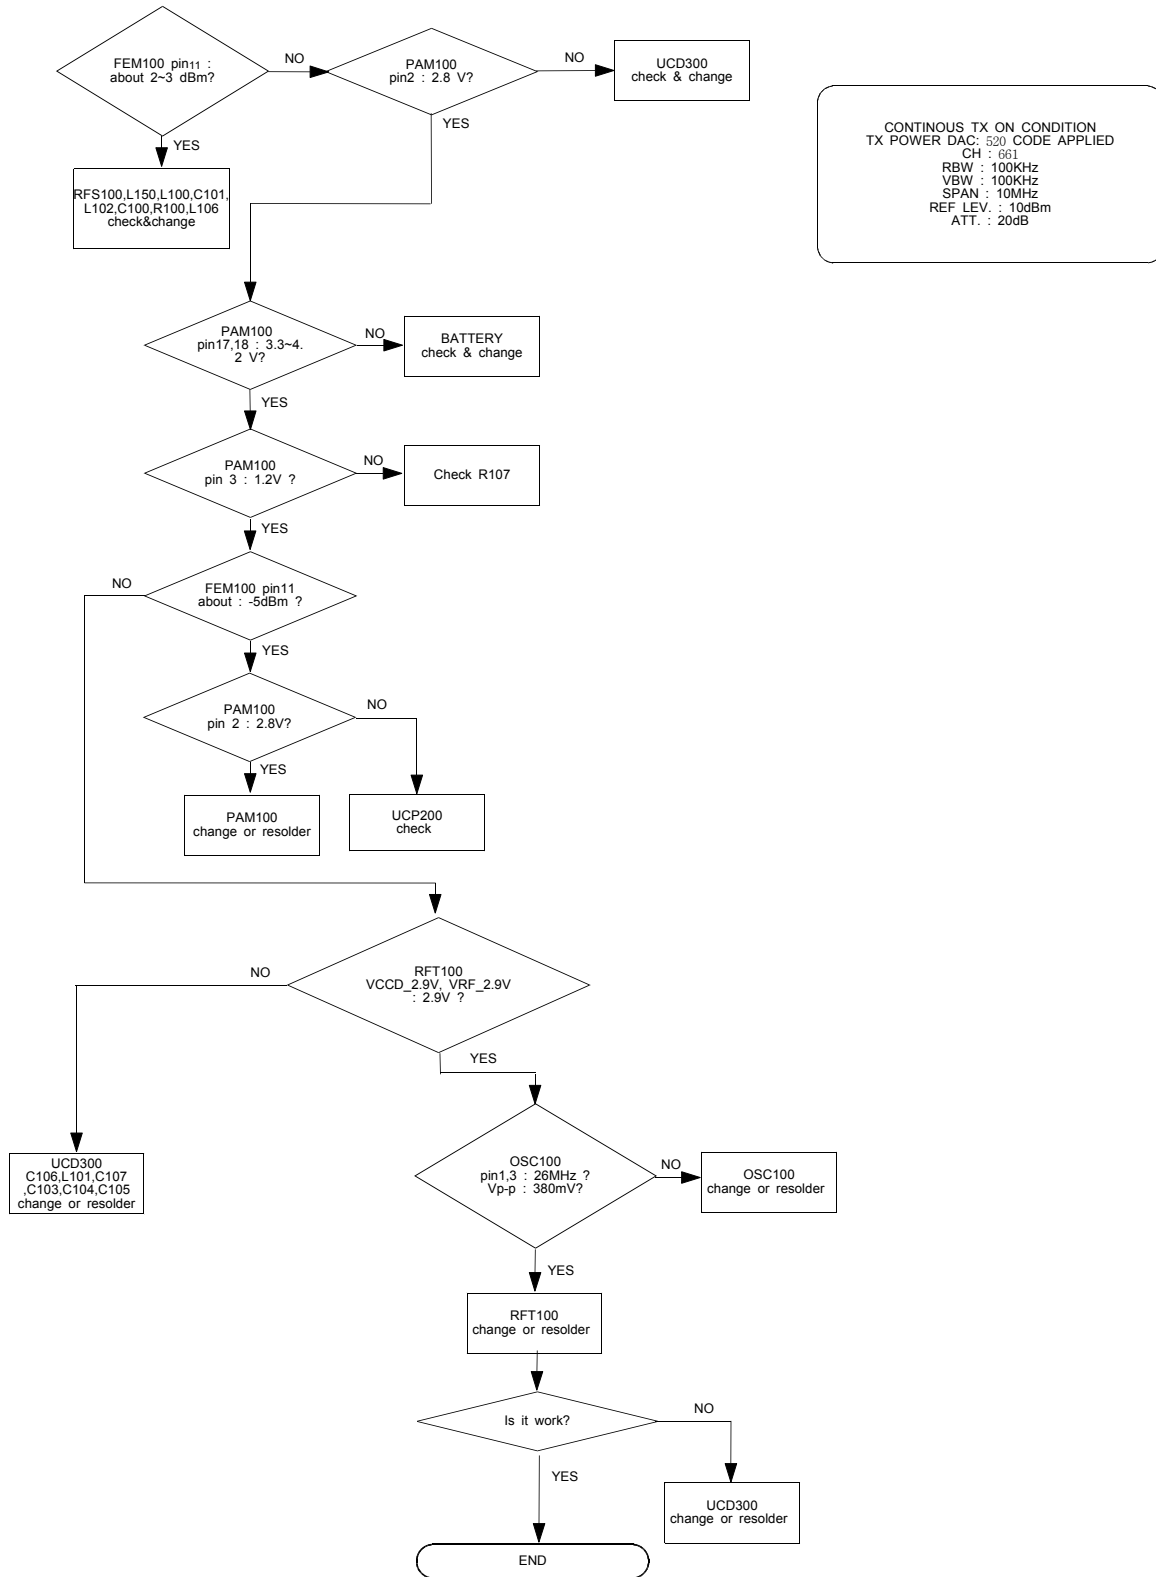 FEM100 pin11 :
about 2~3 dBm?
NO
PAM100
pin2 : 2.8 V?
NO
UCD300
check & change
YES
YES
RFS100,L150,L100,C101,
L102,C100,R100,L106
check&change
CONTINOUS TX ON CONDITION
TX POWER DAC: 520 CODE APPLIED
CH : 661
RBW : 100KHz
VBW : 100KHz
SPAN : 10MHz
REF LEV. : 10dBm
ATT. : 20dB
PAM100
pin17,18 : 3.3~4.
2 V?
NO
BATTERY
check & change
YES
PAM100
pin 3 : 1.2V ?
NO
Check R107
YES
NO
FEM100 pin11
about : -5dBm ?
YES
PAM100
pin 2 : 2.8V?
NO
YES
PAM100
change or resolder
UCP200
check
RFT100
VCCD_2.9V, VRF_2.9V
: 2.9V ?
NO
YES
UCD300
C106,L101,C107
,C103,C104,C105
change or resolder
OSC100
pin1,3 : 26MHz ?
Vp-p : 380mV?
NO
OSC100
change or resolder
YES
RFT100
change or resolder
Is it work?
NO
YES
UCD300
change or resolder
END